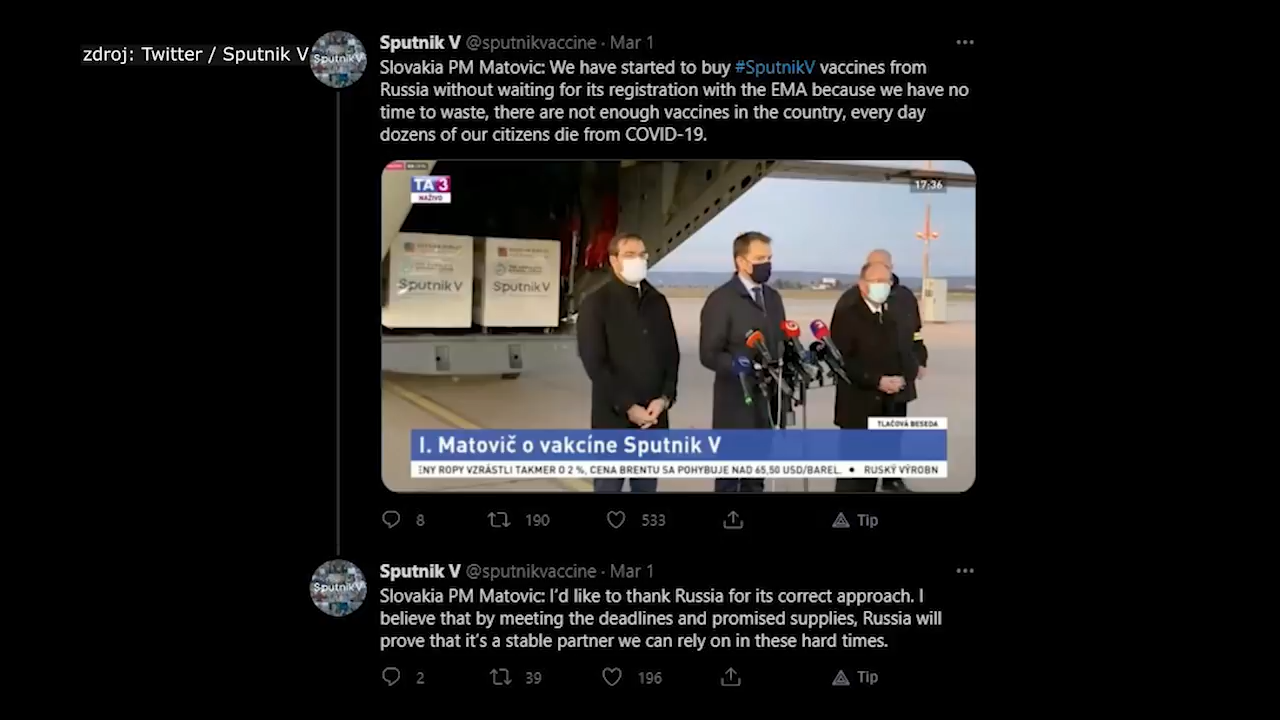 zdroj: Twitter / Sputnik V
Sputnik V @sputnikvaccine · Mar 1
Slovakia PM Matovic: We have started to buy #SputnikV vaccines from
Russia without waiting for its registration with the EMA because we have no
time to waste, there are not enough vaccines in the country, every day
dozens of our citizens die from COVID-19.
TA3
NAŽIVO
17:36
Sputnik V
Sputnik V
TLAČOVÁ BESEDA
I. Matovič o vakcíne Sputnik V
ENY ROPY VZRÁSTLI TAKMER O 2 %, CENA BRENTU SA POHYBUJE NAD 65,50 USD/BAREL. • RUSKÝ VÝROBN
8 190 533 Tip
Sputnik V @sputnikvaccine · Mar 1
Slovakia PM Matovic: I'd like to thank Russia for its correct approach. I
believe that by meeting the deadlines and promised supplies, Russia will
prove that it's a stable partner we can rely on in these hard times.
2 39 196 Tip